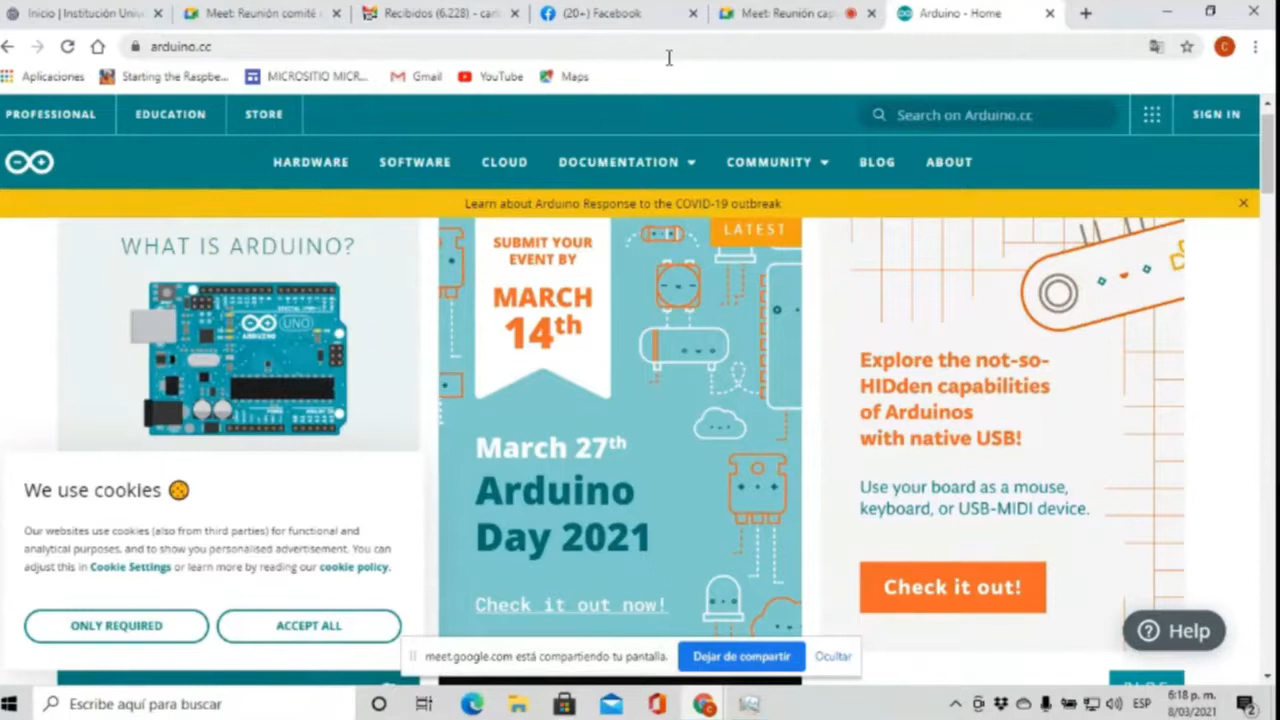 Inicio | Institución Univ
Meet: Reunión comité
Recibidos (6.228) - car
(20+) Facebook
Meet: Reunión cap
Arduino - Home
arduino.cc
Aplicaciones
Starting the Raspbe...
MICROSITIO MICR...
Gmail
YouTube
Maps
PROFESSIONAL
EDUCATION
STORE
Search on Arduino.cc
SIGN IN
HARDWARE
SOFTWARE
CLOUD
DOCUMENTATION
COMMUNITY
BLOG
ABOUT
Learn about Arduino Response to the COVID-19 outbreak
WHAT IS ARDUINO?
UNO
ARDUINO
SUBMIT YOUR
EVENT BY
MARCH
14th
LATEST
March 27th
Arduino
Day 2021
Check it out now!
Explore the not-so-
HIDden capabilities
of Arduinos
with native USB!
Use your board as a mouse,
keyboard, or USB-MIDI device.
Check it out!
We use cookies
Our websites use cookies (also from third parties) for functional and
analytical purposes, and to show you personalised advertisement. You can
adjust this in Cookie Settings or learn more by reading our cookie policy.
ONLY REQUIRED
ACCEPT ALL
Help
meet.google.com está compartiendo tu pantalla.
Dejar de compartir
Ocultar
Escribe aquí para buscar
ESP
6:18 p. m.
8/03/2021
2